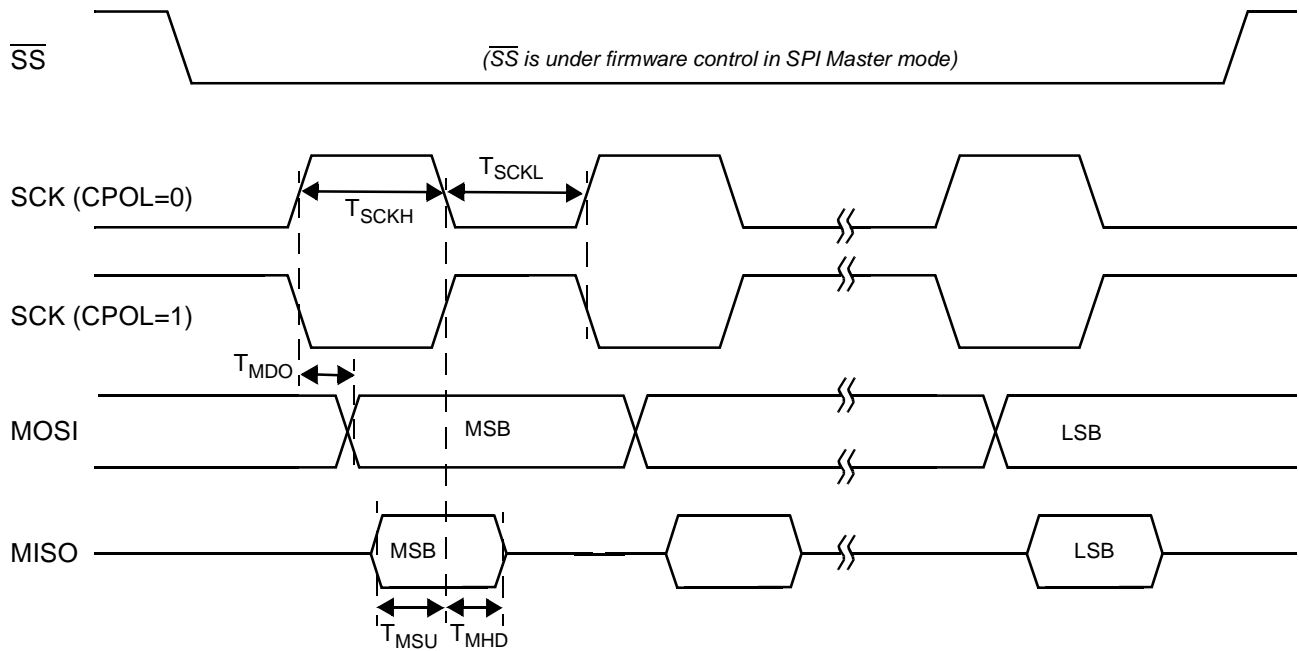 SS
(SS is under firmware control in SPI Master mode)
SCK (CPOL=0)
TSCKH
TSCKL
SCK (CPOL=1)
TMDO
MOSI
MSB
LSB
MISO
MSB
LSB
TMSU
TMHD